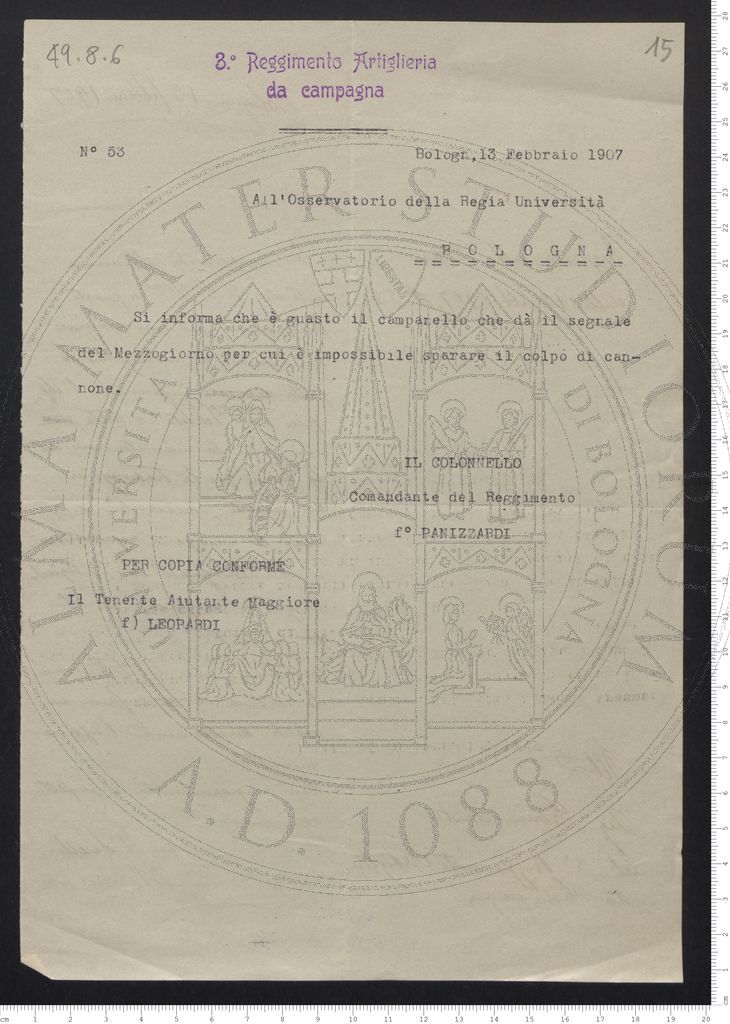 49.8.6
15
3.° Reggimento Artiglieria
da campagna
N° 53
Bologn,13 Febbraio 1907
All'Osservatorio della Regia Università
B O L O G N A
Si informa che è guasto il campanello che dà il segnale
del Mezzogiorno per cui è impossibile sparare il colpo di can-
none.
IL COLONNELLO
Comandante del Reggimento
f° PANIZZARDI
PER COPIA CONFORME
Il Tenente Aiutante Maggiore
f) LEOPARDI
ALMA MATER STUDIORUM
UNIVERSITA DI BOLOGNA
LIBERTAS
A.D. 1088